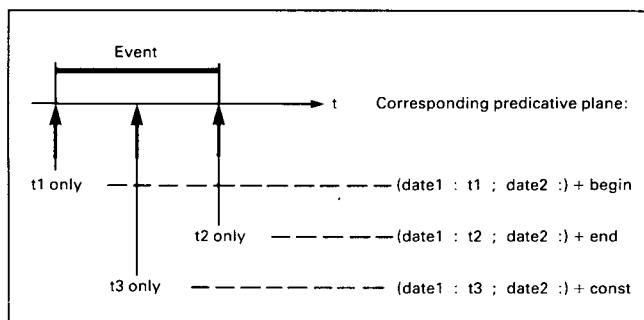 Event
t Corresponding predicative plane:
t1 only (date1 : t1 ; date2 :) + begin
t2 only (date1 : t2 ; date2 :) + end
t3 only (date1 : t3 ; date2 :) + const